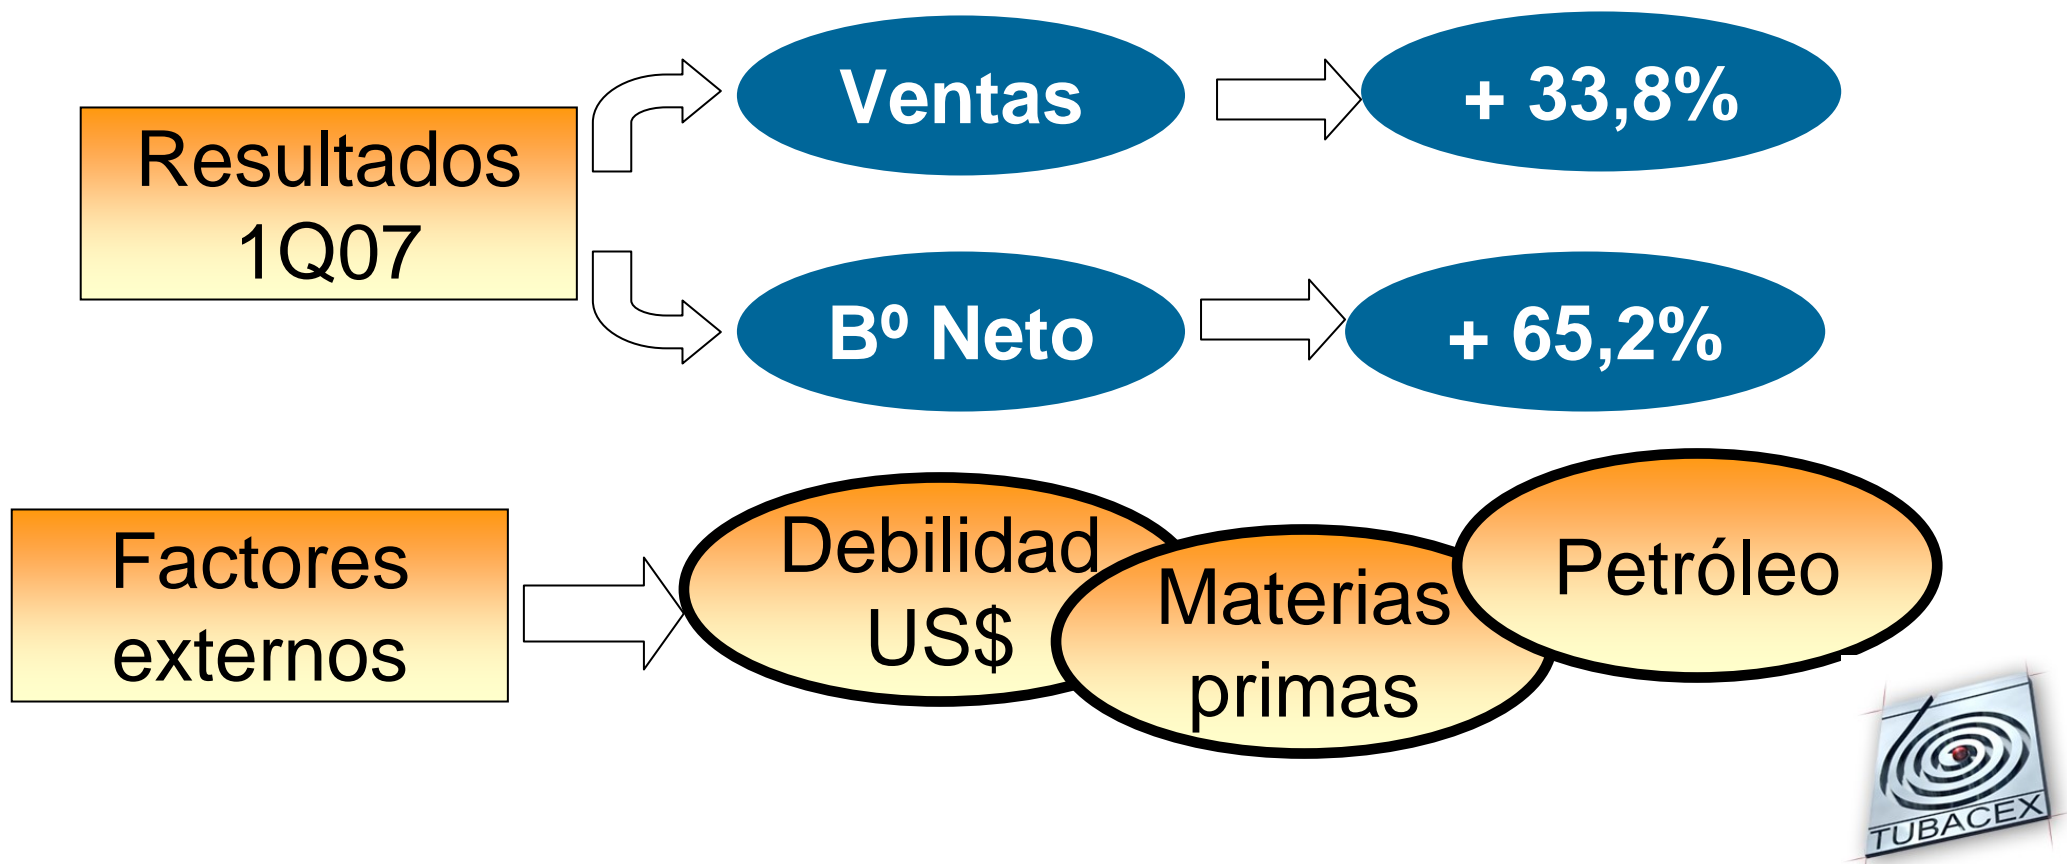 Resultados
1Q07
Ventas
+ 33,8%
Bº Neto
+ 65,2%
Factores
externos
Debilidad
US$
Materias
primas
Petróleo
TUBACEX